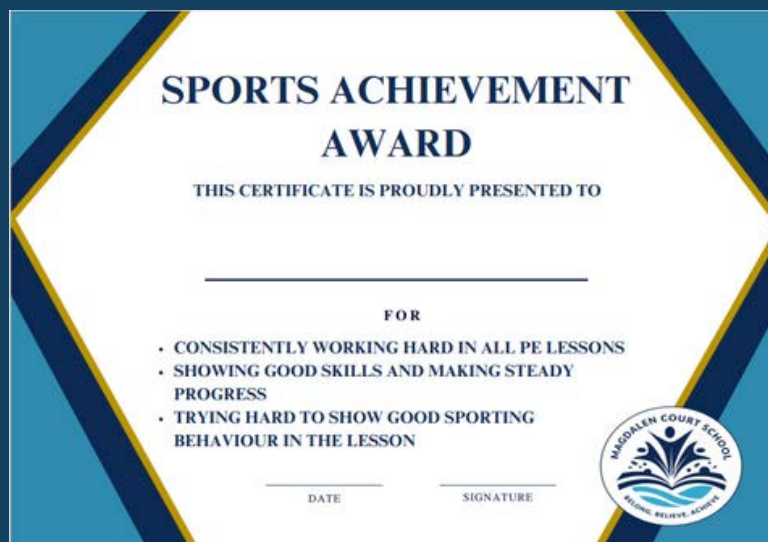 SPORTS ACHIEVEMENT
AWARD
THIS CERTIFICATE IS PROUDLY PRESENTED TO
FOR
• CONSISTENTLY WORKING HARD IN ALL PE LESSONS
• SHOWING GOOD SKILLS AND MAKING STEADY
PROGRESS
• TRYING HARD TO SHOW GOOD SPORTING
BEHAVIOUR IN THE LESSON
DATE
SIGNATURE
MAGDALEN COURT SCHOOL
BELONG, BELIEVE, ACHIEVE